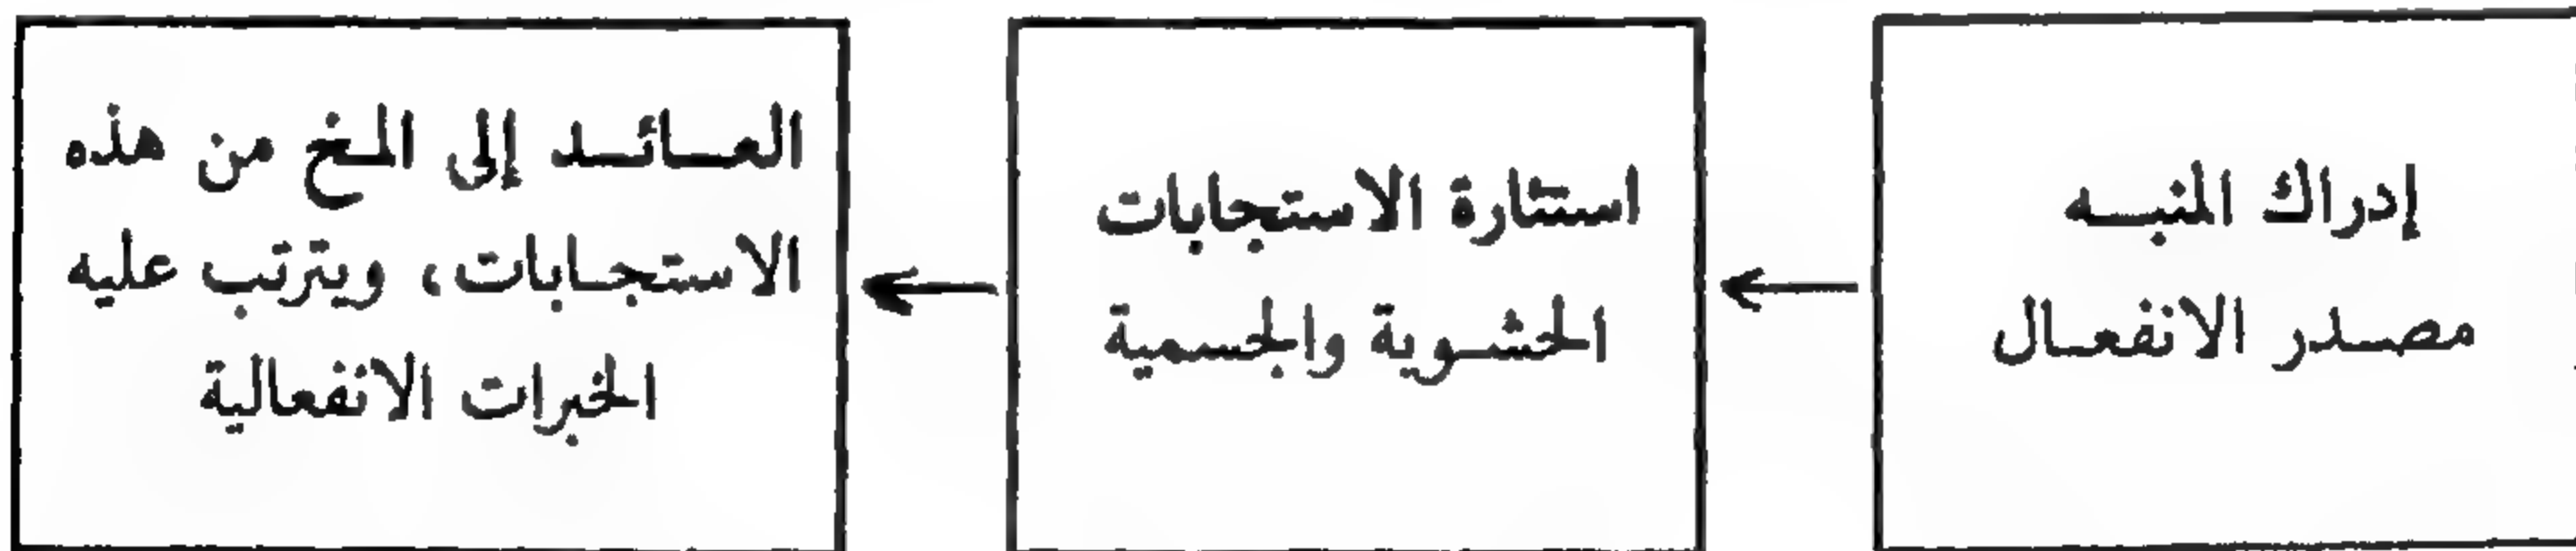 إدراك المنبه
مصدر الانفعال
استثارة الاستجابات
الحشوية والجسمية
العائد إلى المخ من هذه
الاستجابات، ويترتب عليه
الخبرات الانفعالية